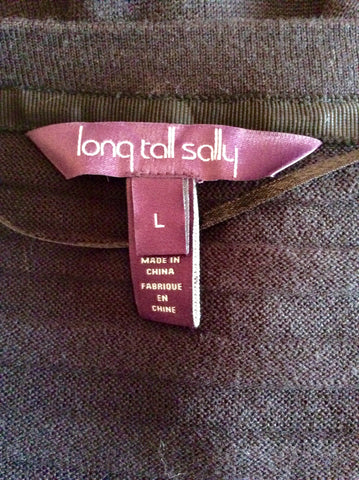 long tall sally
L
MADE IN
CHINA
FABRIQUE
EN
CHINE